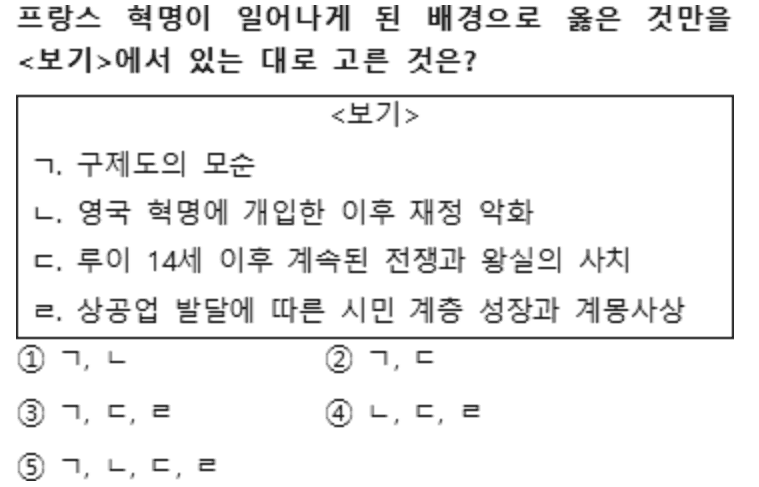 프랑스 혁명이 일어나게 된 배경으로 옳은 것만을
<보기>에서 있는 대로 고른 것은?
<보기>
ㄱ. 구제도의 모순
ㄴ. 영국 혁명에 개입한 이후 재정 악화
ㄷ. 루이 14세 이후 계속된 전쟁과 왕실의 사치
ㄹ. 상공업 발달에 따른 시민 계층 성장과 계몽사상
① ㄱ, ㄴ ② ㄱ, ㄷ
③ ㄱ, ㄷ, ㄹ ④ ㄴ, ㄷ, ㄹ
⑤ ㄱ, ㄴ, ㄷ, ㄹ